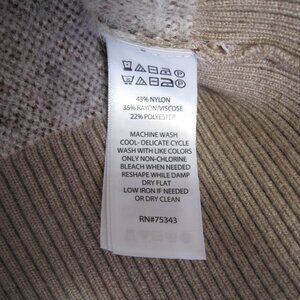 43% NYLON
35% RAYON/VISCOSE
22% POLYESTER
MACHINE WASH
COOL- DELICATE CYCLE
WASH WITH LIKE COLORS
ONLY NON-CHLORINE
BLEACH WHEN NEEDED
RESHAPE WHILE DAMP
DRY FLAT
LOW IRON IF NEEDED
OR DRY CLEAN
RN#75343